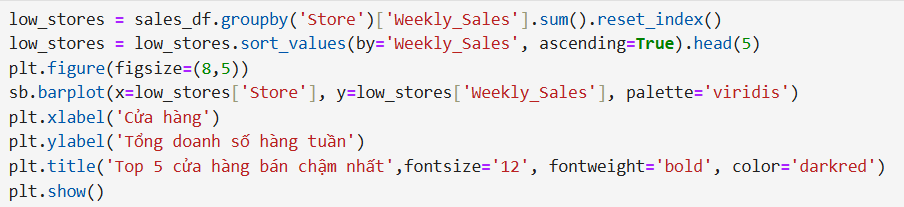 low_stores = sales_df.groupby('Store')['Weekly_Sales'].sum().reset_index()
low_stores = low_stores.sort_values(by='Weekly_Sales', ascending=True).head(5)
plt.figure(figsize=(8,5))
sb.barplot(x=low_stores['Store'], y=low_stores['Weekly_Sales'], palette='viridis')
plt.xlabel('Cửa hàng')
plt.ylabel('Tổng doanh số hàng tuần')
plt.title('Top 5 cửa hàng bán chậm nhất',fontsize='12', fontweight='bold', color='darkred')
plt.show()